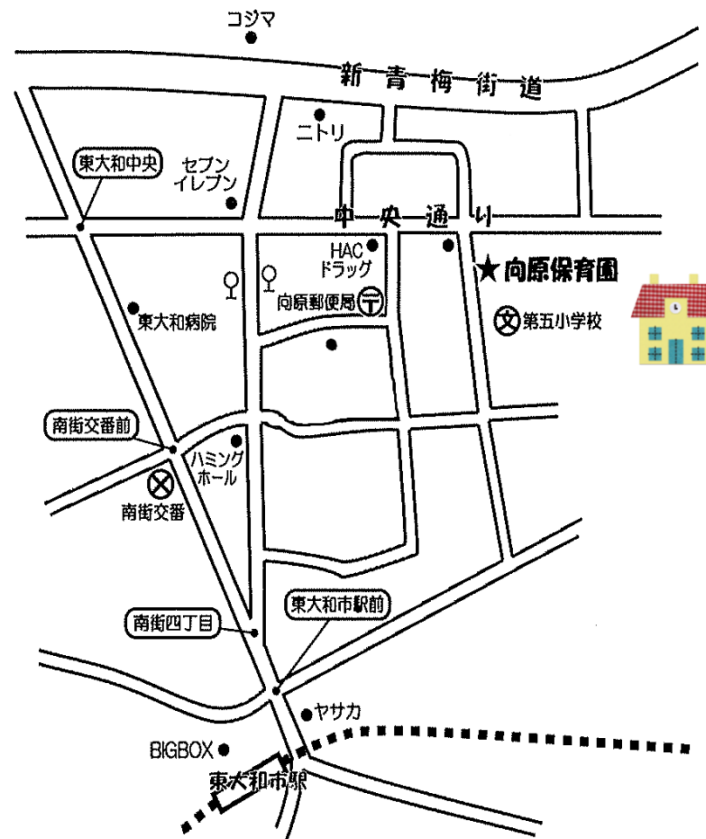 コジマ
新青梅街道
ニトリ
東大和中央
セブン
イレブン
中央通り
HAC
ドラッグ
★向原保育園
向原郵便局〒
東大和病院
文 第五小学校
南街交番前
ハミング
ホール
南街交番
東大和市駅前
南街四丁目
ヤサカ
BIGBOX
東大和市駅